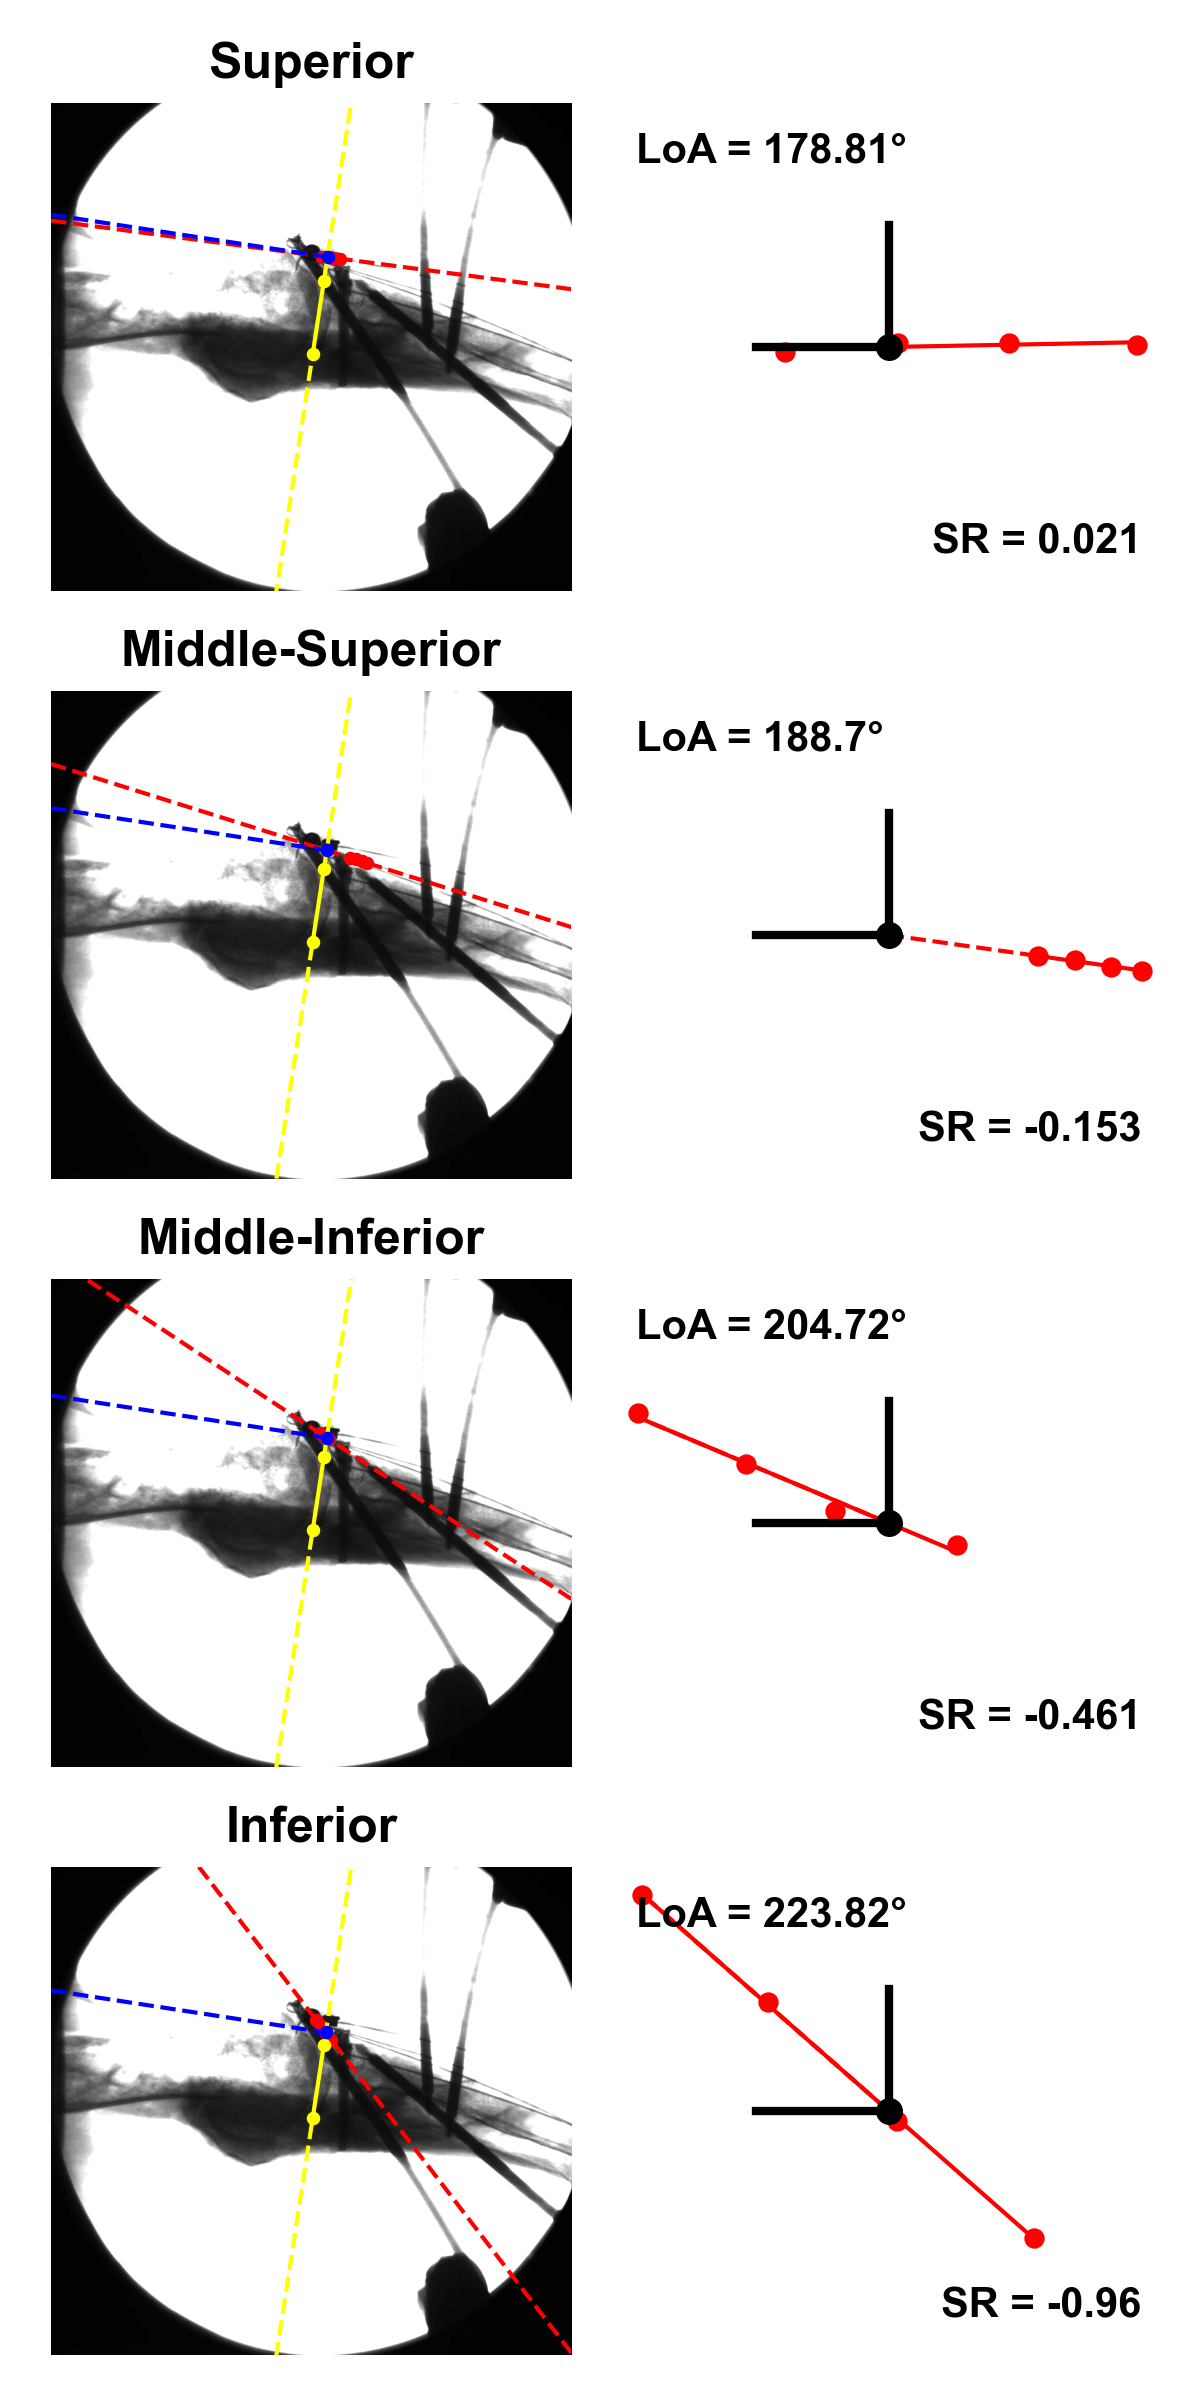 Superior
LoA = 178.81°
SR = 0.021
Middle-Superior
LoA = 188.7°
SR = -0.153
Middle-Inferior
LoA = 204.72°
SR = -0.461
Inferior
LoA = 223.82°
SR = -0.96